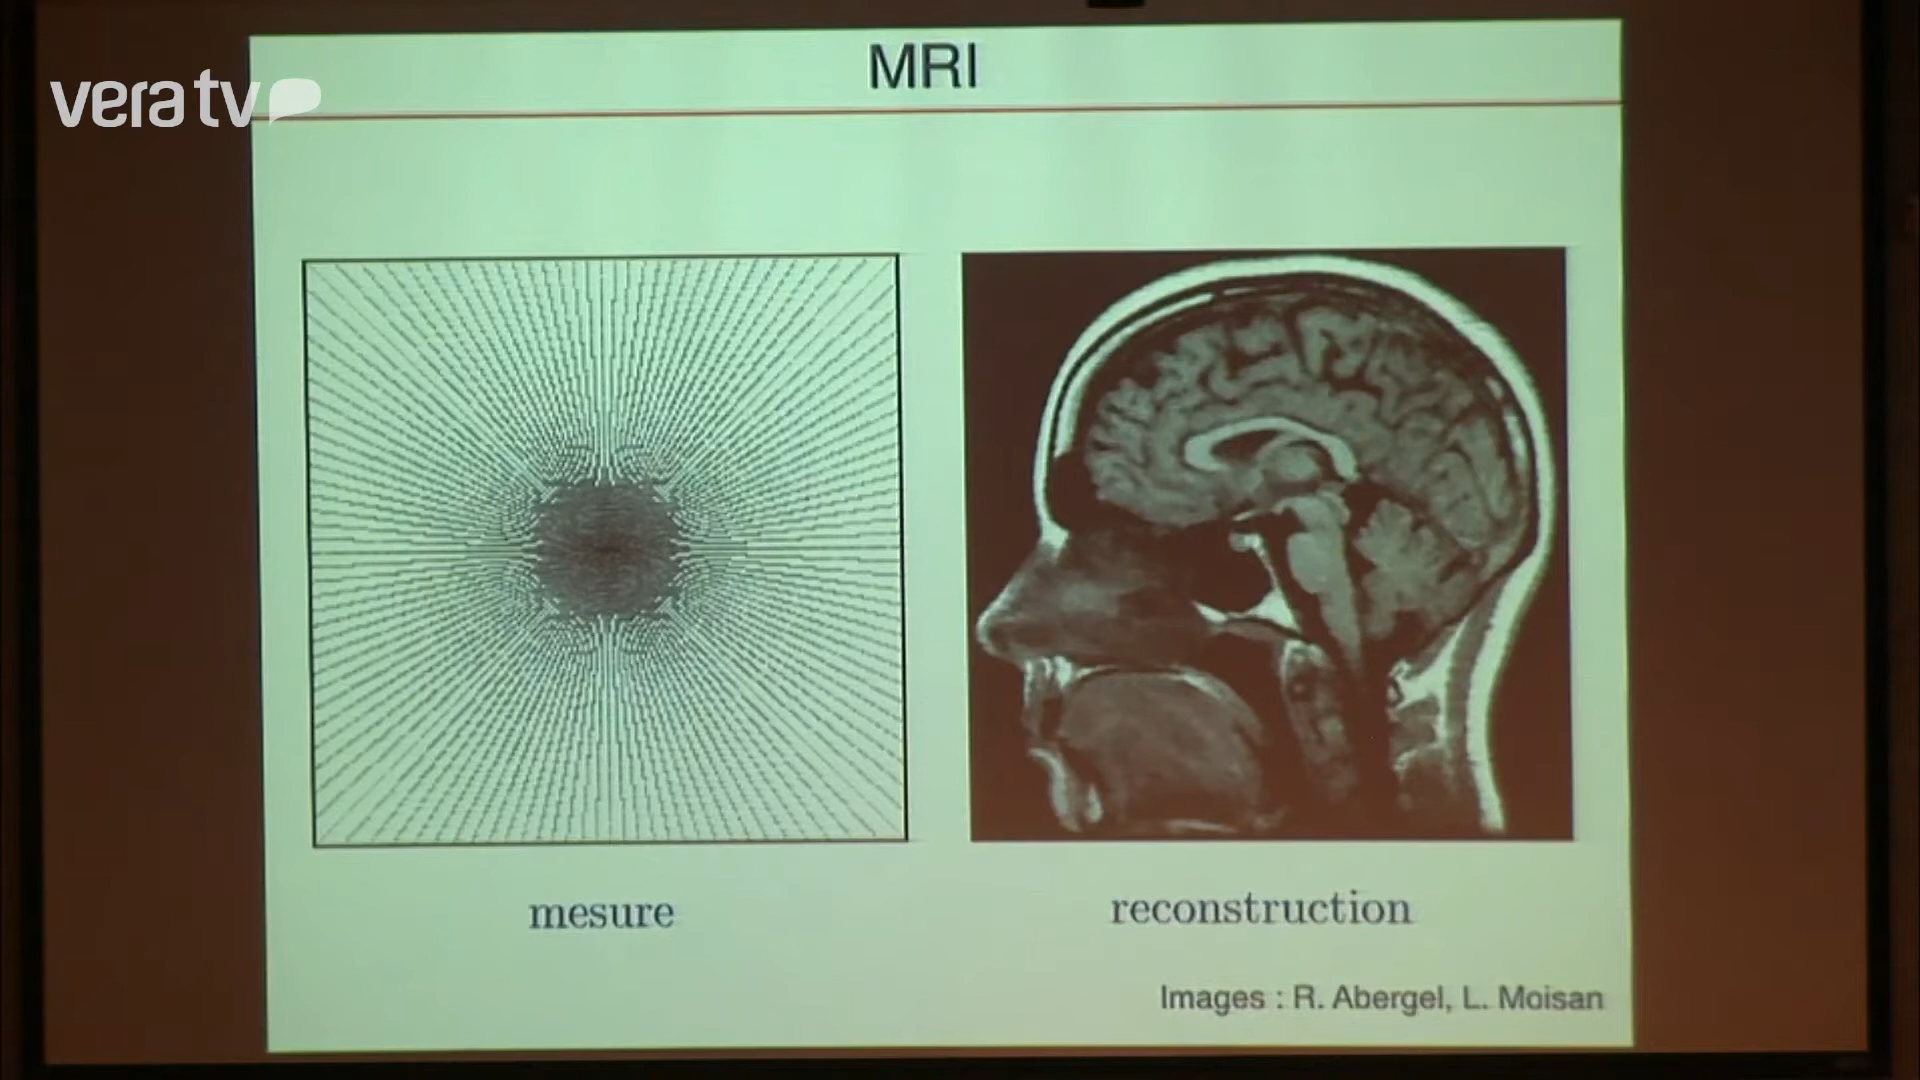 MRI
vera tv
mesure
reconstruction
Images : R. Abergel, L. Moisan